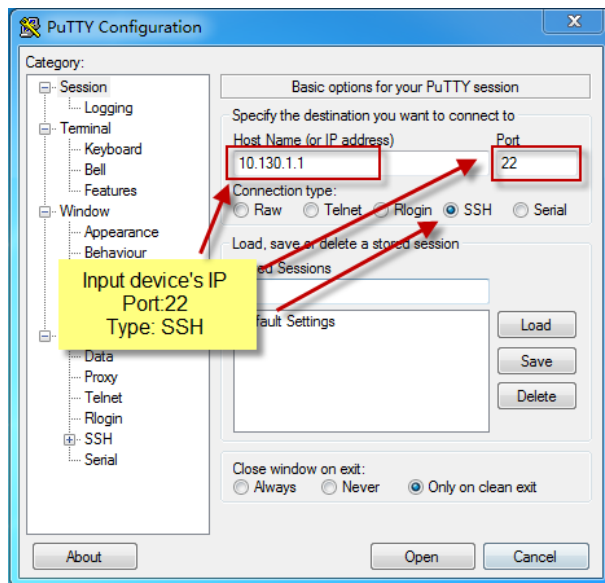 PuTTY Configuration
Category:
Session
Logging
Terminal
Keyboard
Bell
Features
Window
Appearance
Behaviour
Data
Proxy
Telnet
Rlogin
SSH
Serial
Basic options for your PuTTY session
Specify the destination you want to connect to
Host Name (or IP address) Port
10.130.1.1 22
Connection type:
Raw Telnet Rlogin SSH Serial
Load, save or delete a stored session
Sessions
Input device's IP
Port:22
Type: SSH
Settings
Load
Save
Delete
Close window on exit:
Always Never Only on clean exit
About Open Cancel